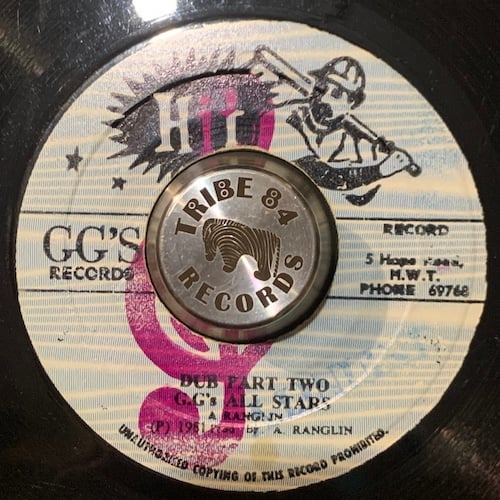 Hit
TRIBE 84
RECORDS
GG'S
RECORDS
RECORD
5 Hope Road,
H.W.T.
PHONE 69768
DUB PART TWO
G.G's ALL STARS
A RANGLIN
(P) 1981 by. A. RANGLIN
UNAUTHORISED COPYING OF THIS RECORD PROHIBITED.